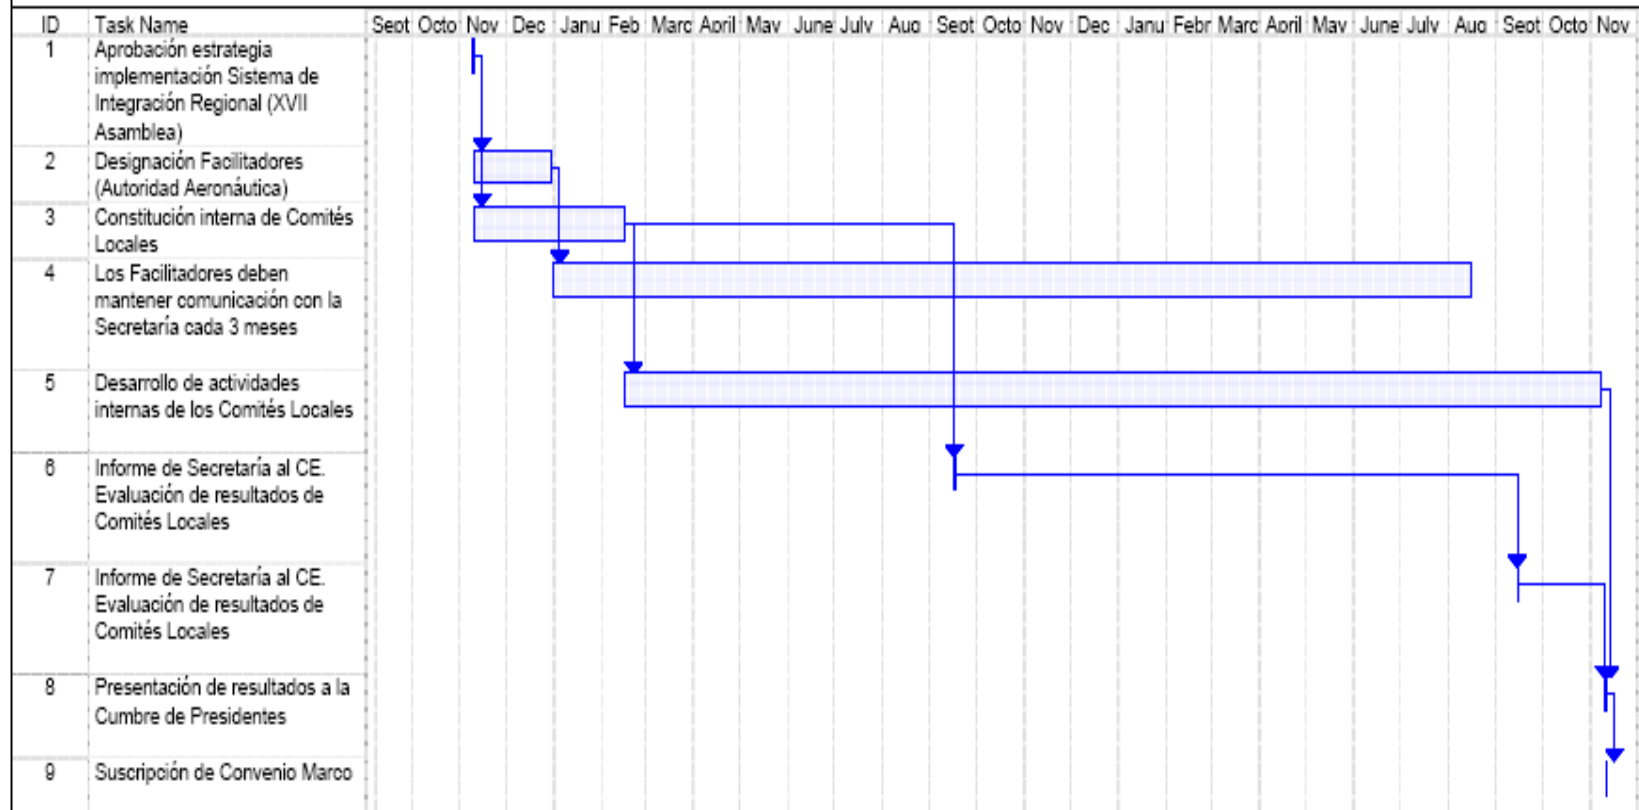 ID Task Name Sept Octo Nov Dec Janu Feb Marc April May June July Aug Sept Octo Nov Dec Janu Febr Marc April May June July Aug Sept Octo Nov
1 Aprobación estrategia
implementación Sistema de
Integración Regional (XVII
Asamblea)
2 Designación Facilitadores
(Autoridad Aeronáutica)
3 Constitución interna de Comités
Locales
4 Los Facilitadores deben
mantener comunicación con la
Secretaría cada 3 meses
5 Desarrollo de actividades
internas de los Comités Locales
6 Informe de Secretaría al CE.
Evaluación de resultados de
Comités Locales
7 Informe de Secretaría al CE.
Evaluación de resultados de
Comités Locales
8 Presentación de resultados a la
Cumbre de Presidentes
9 Suscripción de Convenio Marco